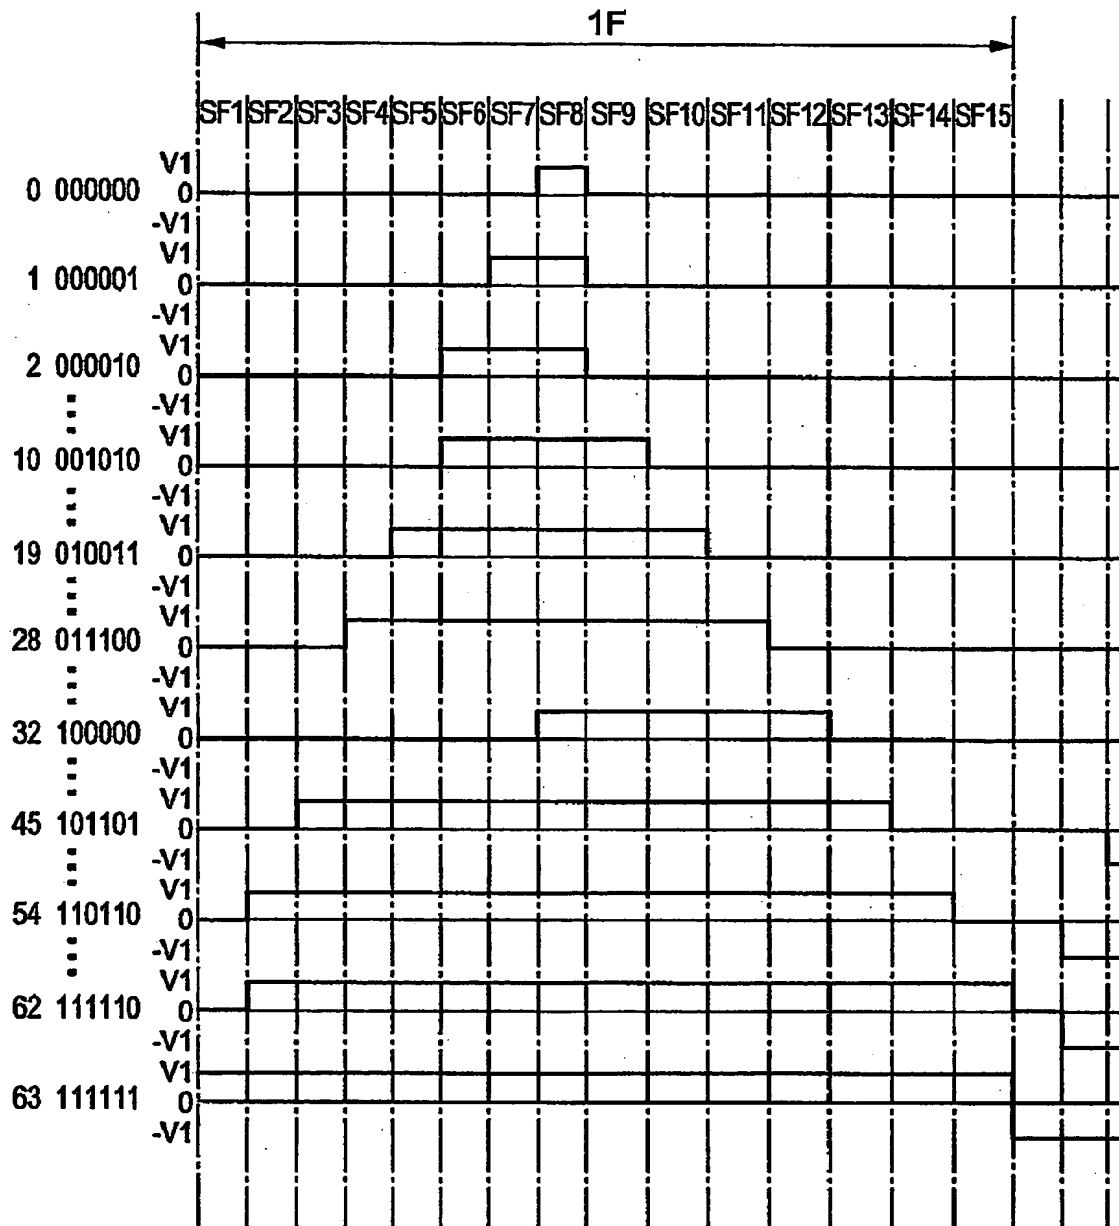 1F
SF1 SF2 SF3 SF4 SF5 SF6 SF7 SF8 SF9 SF10 SF11 SF12 SF13 SF14 SF15
V1
0 000000 0
-V1
V1
1 000001 0
-V1
V1
2 000010 0
-V1
V1
10 001010 0
-V1
V1
19 010011 0
-V1
V1
28 011100 0
-V1
V1
32 100000 0
-V1
V1
45 101101 0
-V1
V1
54 110110 0
-V1
V1
62 111110 0
-V1
V1
63 111111 0
-V1